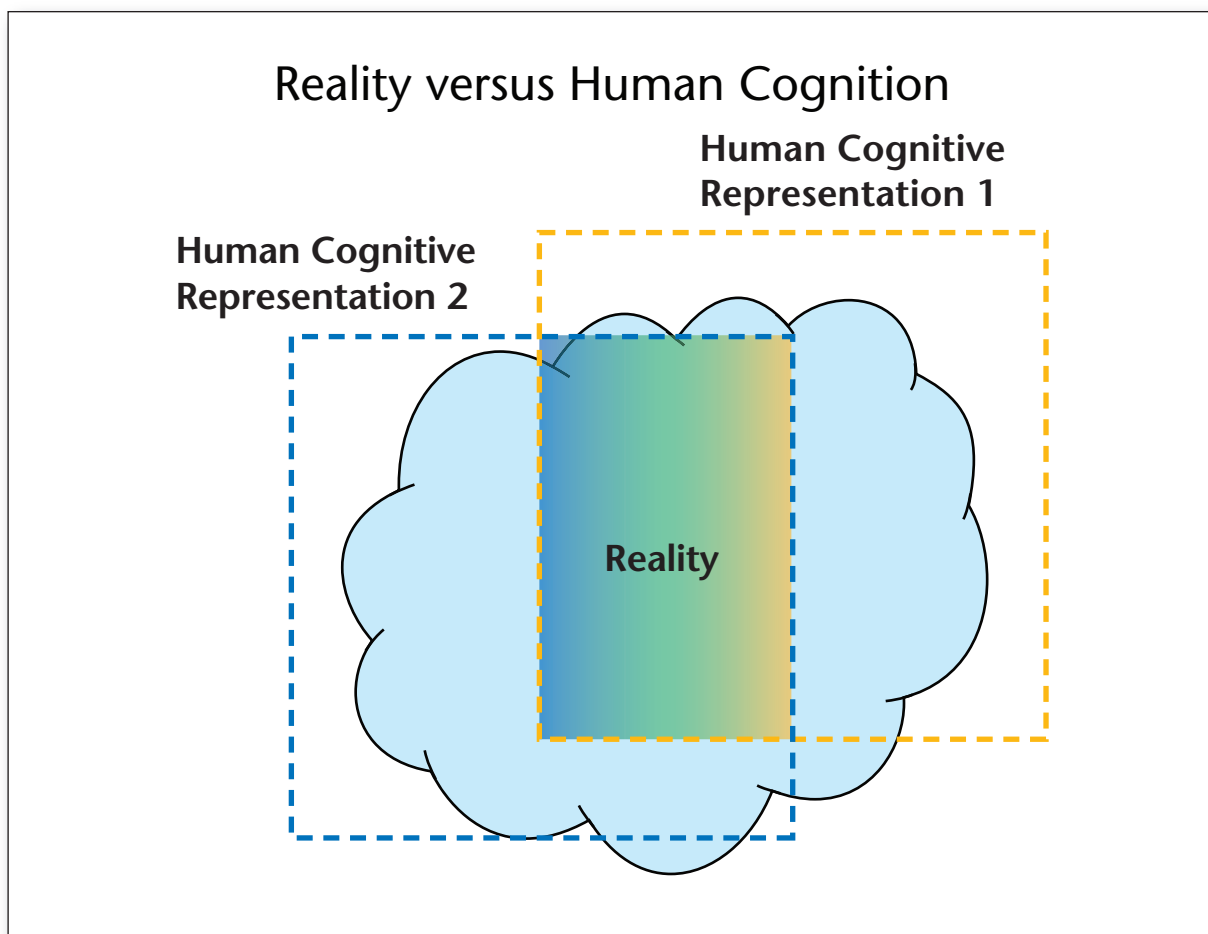 Reality versus Human Cognition
Human Cognitive
Representation 1
Human Cognitive
Representation 2
Reality